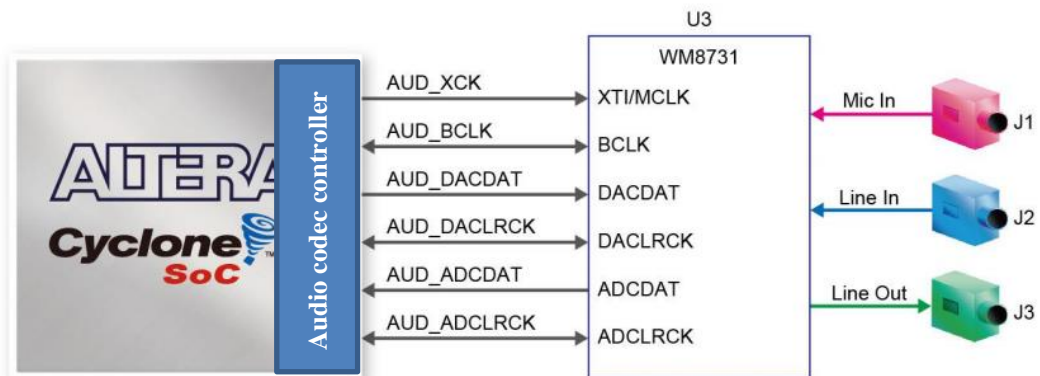 U3
WM8731
ALTERA
Cyclone
SoC
Audio codec controller
AUD_XCK
AUD_BCLK
AUD_DACDAT
AUD_DACLRCK
AUD_ADCDAT
AUD_ADCLRCK
XTI/MCLK
BCLK
DACDAT
DACLRCK
ADCDAT
ADCLRCK
Mic In
J1
Line In
J2
Line Out
J3